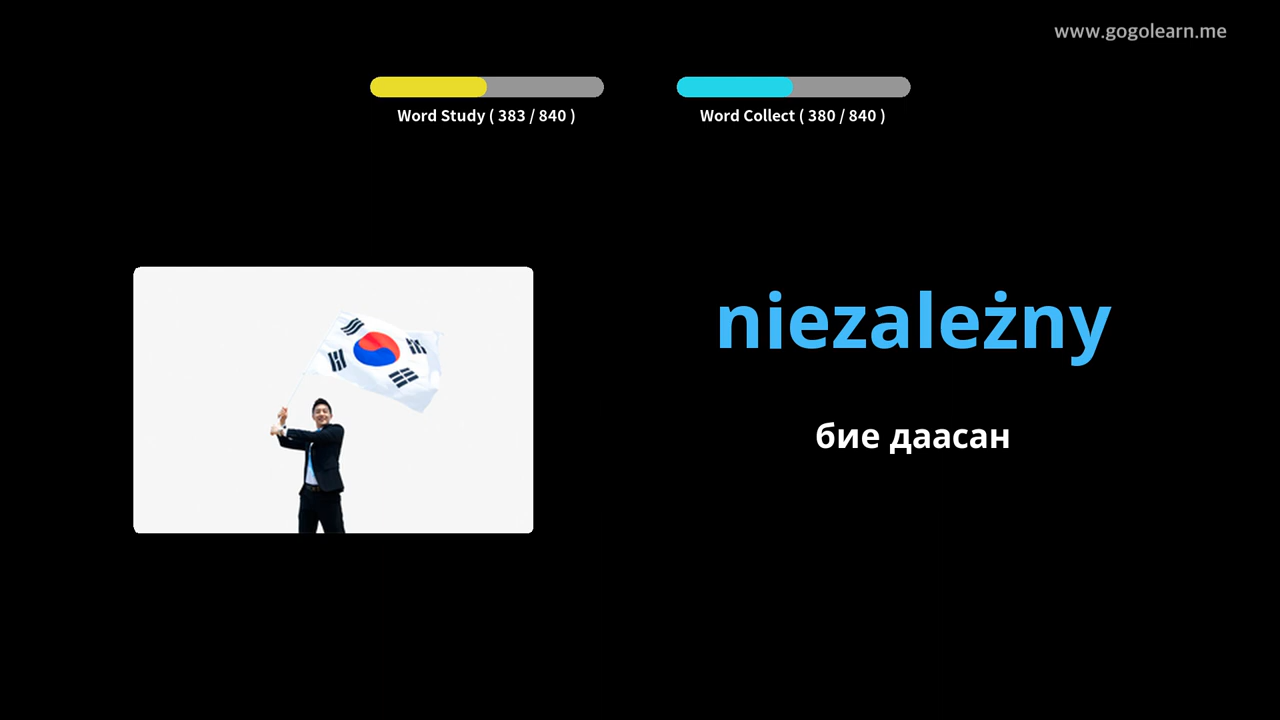 www.gogolearn.me
Word Study ( 383 / 840 )
Word Collect ( 380 / 840 )
niezależny
бие даасан